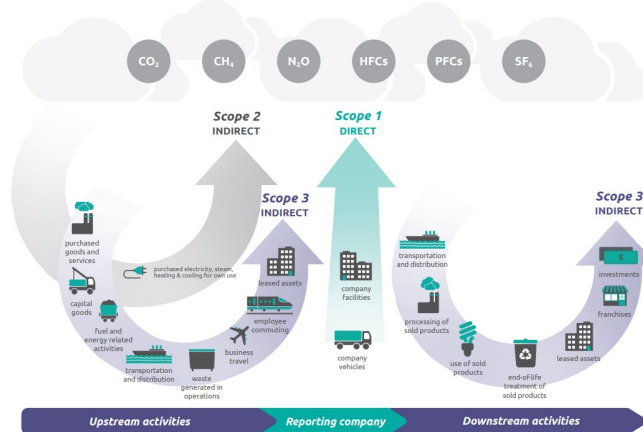 CO₂
CH₄
N₂O
HFCs
PFCs
SF₆
Scope 2
INDIRECT
Scope 1
DIRECT
Scope 3
INDIRECT
Scope 3
INDIRECT
purchased
goods and
services
capital
goods
fuel and
energy related
activities
transportation
and distribution
waste
generated in
operations
business
travel
employee
commuting
leased assets
purchased electricity, steam,
heating & cooling for own use
company
facilities
company
vehicles
transportation
and distribution
processing of
sold products
use of sold
products
end-of-life
treatment of
sold products
leased assets
franchises
$
investments
Upstream activities
Reporting company
Downstream activities